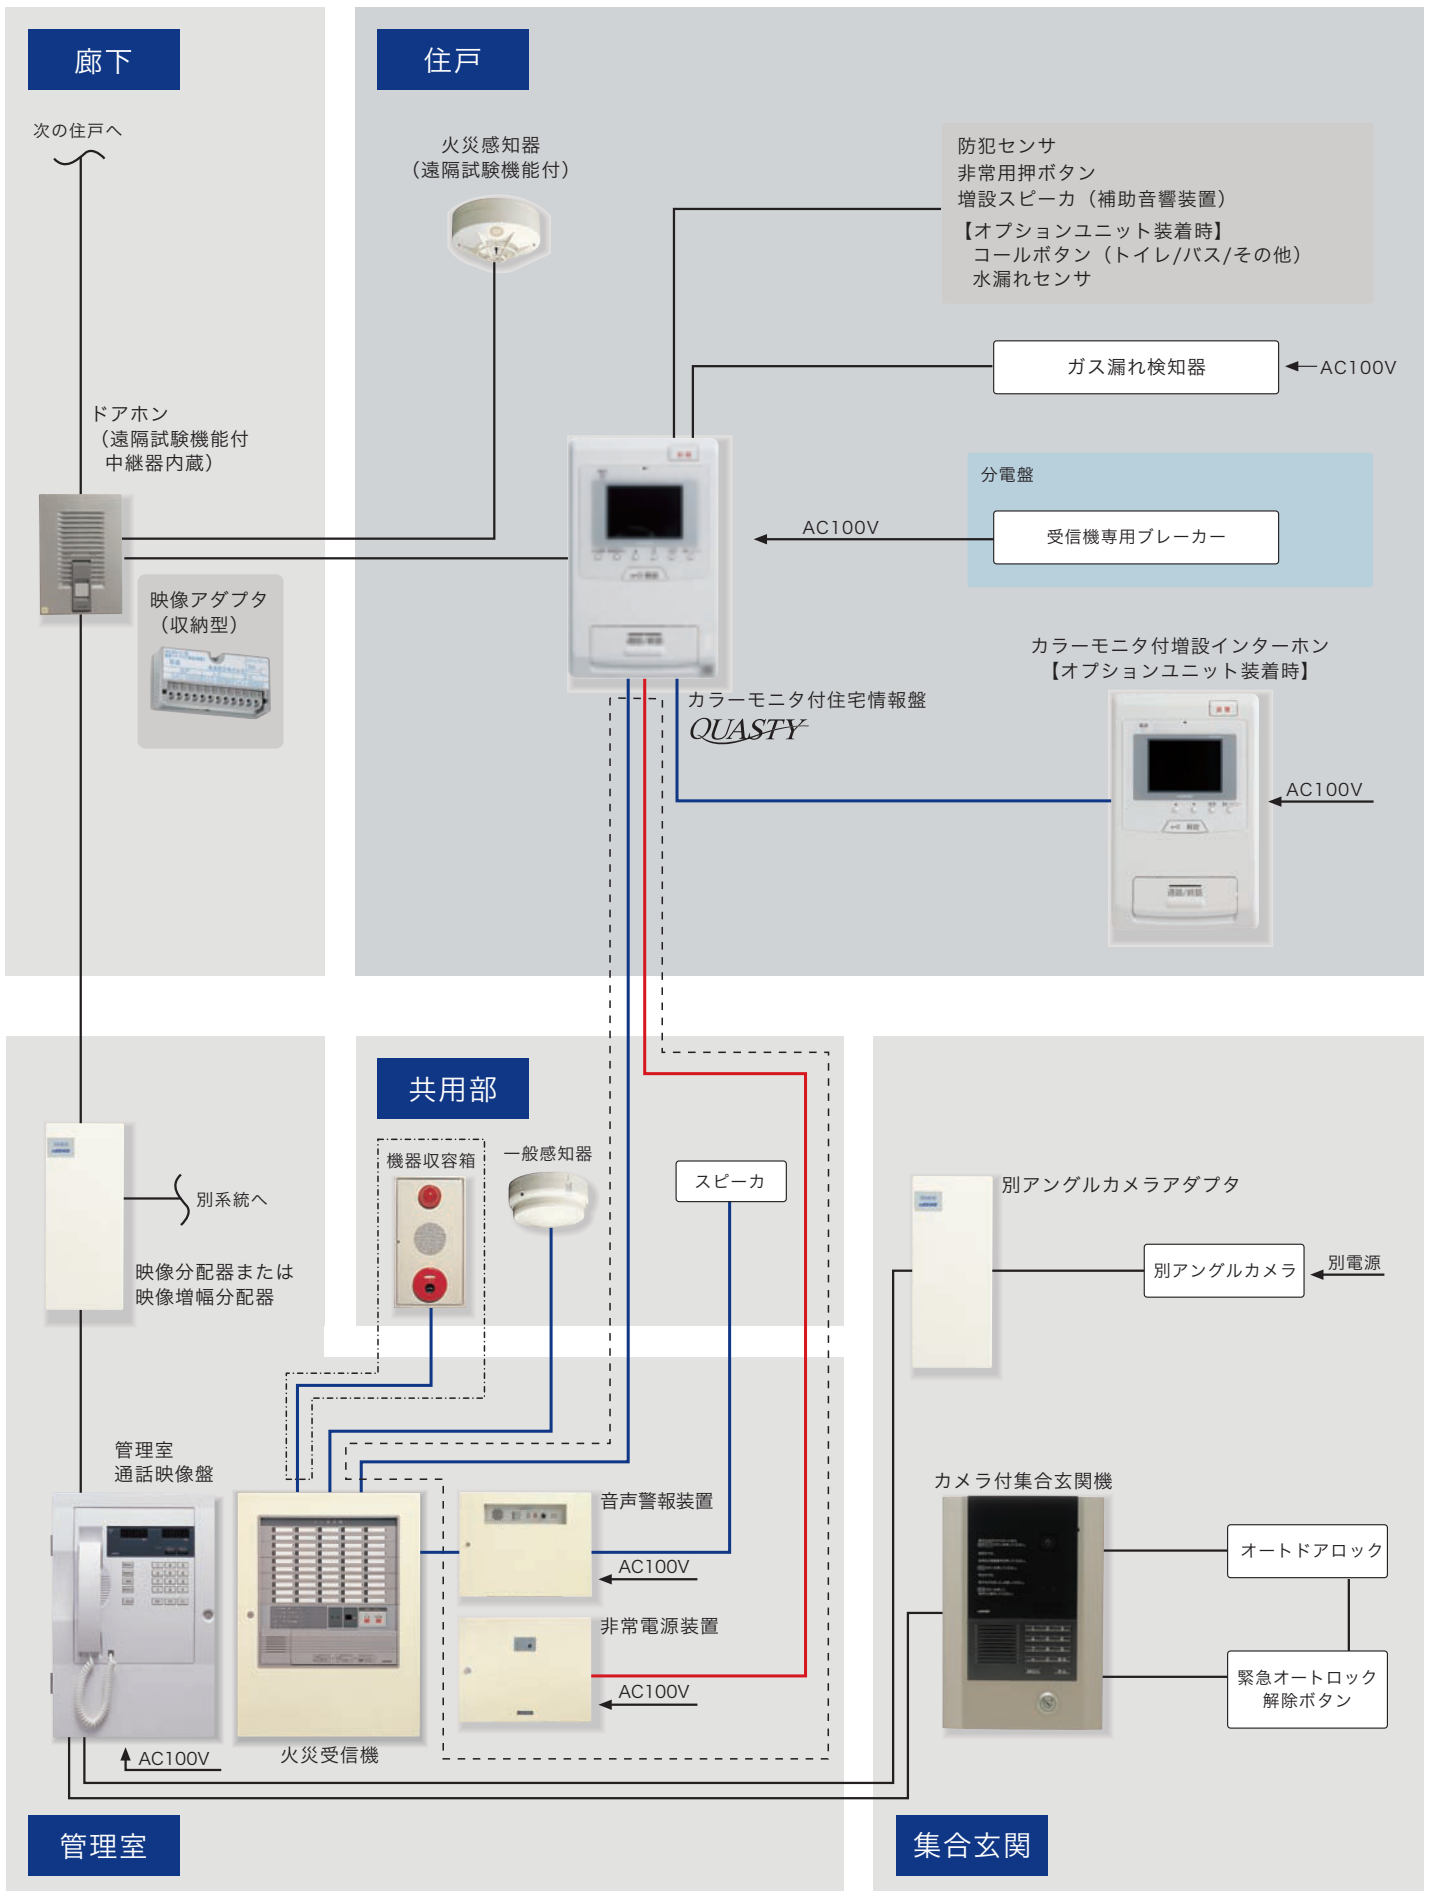 廊下
次の住戸へ
ドアホン
(遠隔試験機能付
中継器内蔵)
映像アダプタ
(収納型)
住戸
火災感知器
(遠隔試験機能付)
防犯センサ
非常用押ボタン
増設スピーカ(補助音響装置)
【オプションユニット装着時】
コールボタン(トイレ/バス/その他)
水漏れセンサ
ガス漏れ検知器
AC100V
分電盤
受信機専用ブレーカー
AC100V
カラーモニタ付住宅情報盤
QUASTY
カラーモニタ付増設インターホン
【オプションユニット装着時】
AC100V
通話/終話
別系統へ
映像分配器または
映像増幅分配器
共用部
機器収容箱
一般感知器
スピーカ
別アングルカメラアダプタ
別アングルカメラ
別電源
管理室
通話映像盤
AC100V
火災受信機
音声警報装置
AC100V
非常電源装置
AC100V
カメラ付集合玄関機
オートドアロック
緊急オートロック
解除ボタン
管理室
集合玄関